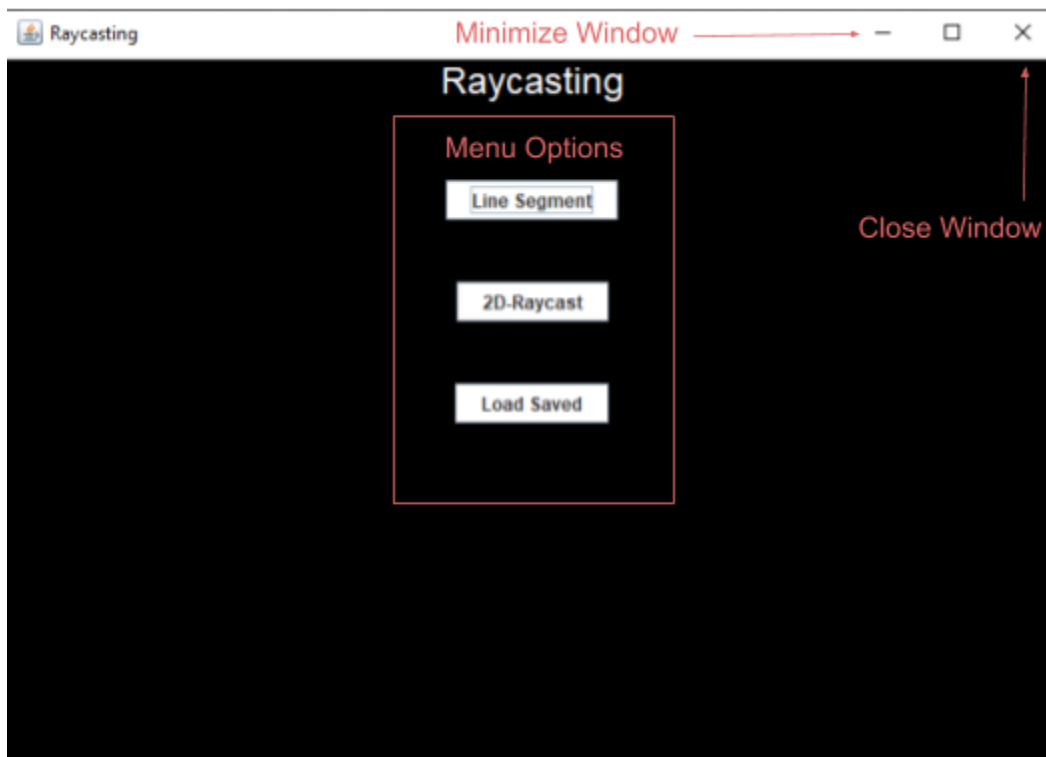 Raycasting
Minimize Window
Raycasting
Menu Options
Line Segment
Close Window
2D-Raycast
Load Saved